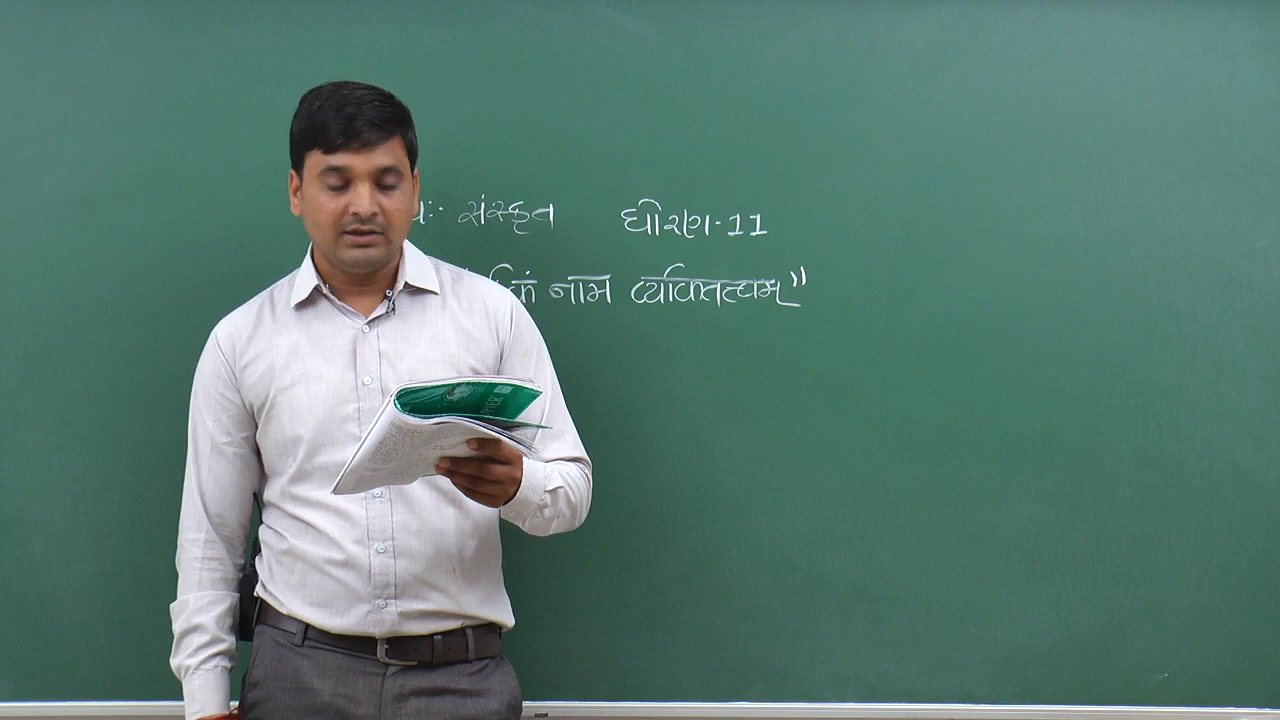 यः- संस्कृत ધોરણ-11
किं नाम व्यक्तित्वम्"